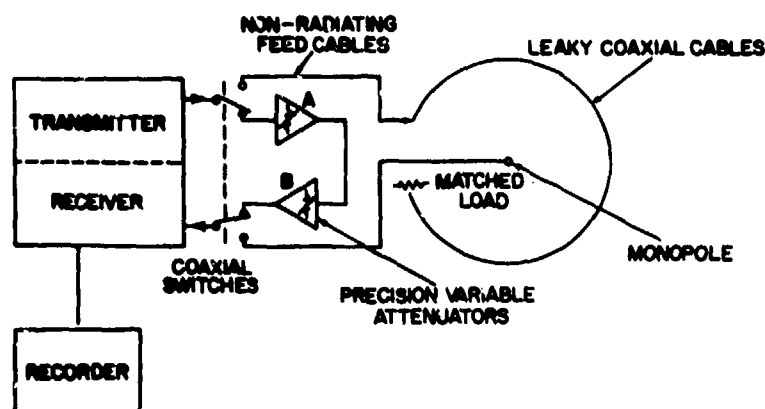 NON-RADIATING
FEED CABLES
LEAKY COAXIAL CABLES
A
TRANSMITTER
B
RECEIVER
MATCHED
LOAD
MONOPOLE
COAXIAL
SWITCHES
PRECISION VARIABLE
ATTENUATORS
RECORDER